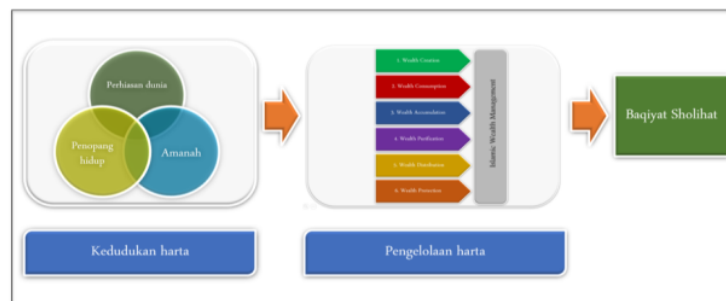 Perhiasan dunia
Penopang
hidup
Amanah
Kedudukan harta
1. Wealth Creation
2. Wealth Consumption
3. Wealth Accumulation
4. Wealth Purification
5. Wealth Distribution
6. Wealth Protection
Islamic Wealth Management
Pengelolaan harta
Baqiyat Sholihat